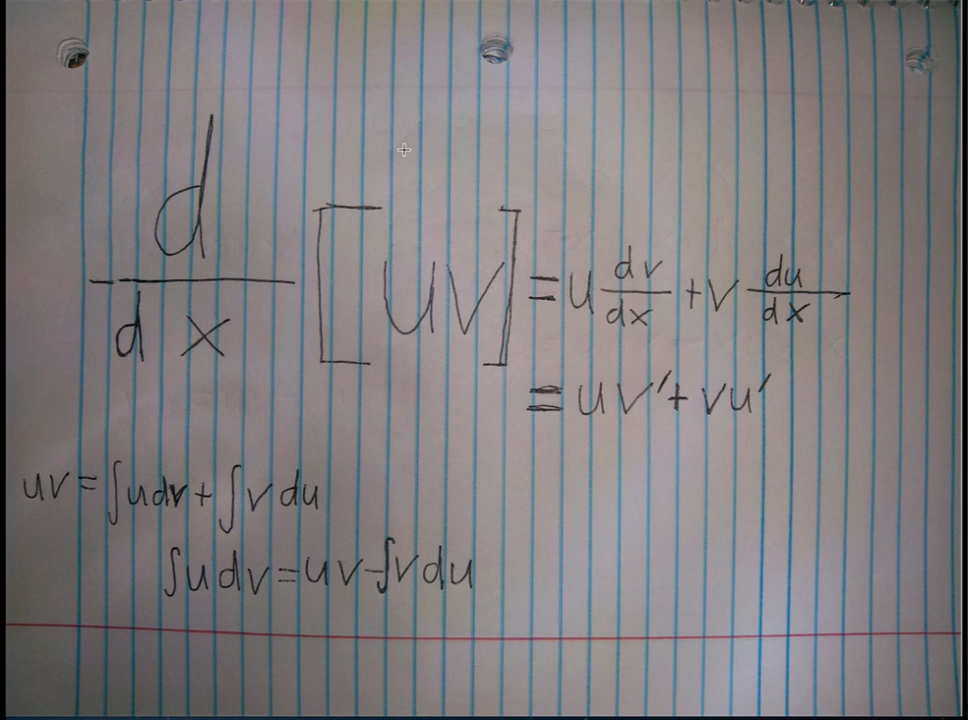 d/dx [uv] = u dv/dx + v du/dx
= uv′ + vu′
uv = ∫udv + ∫vdu
∫udv = uv - ∫vdu